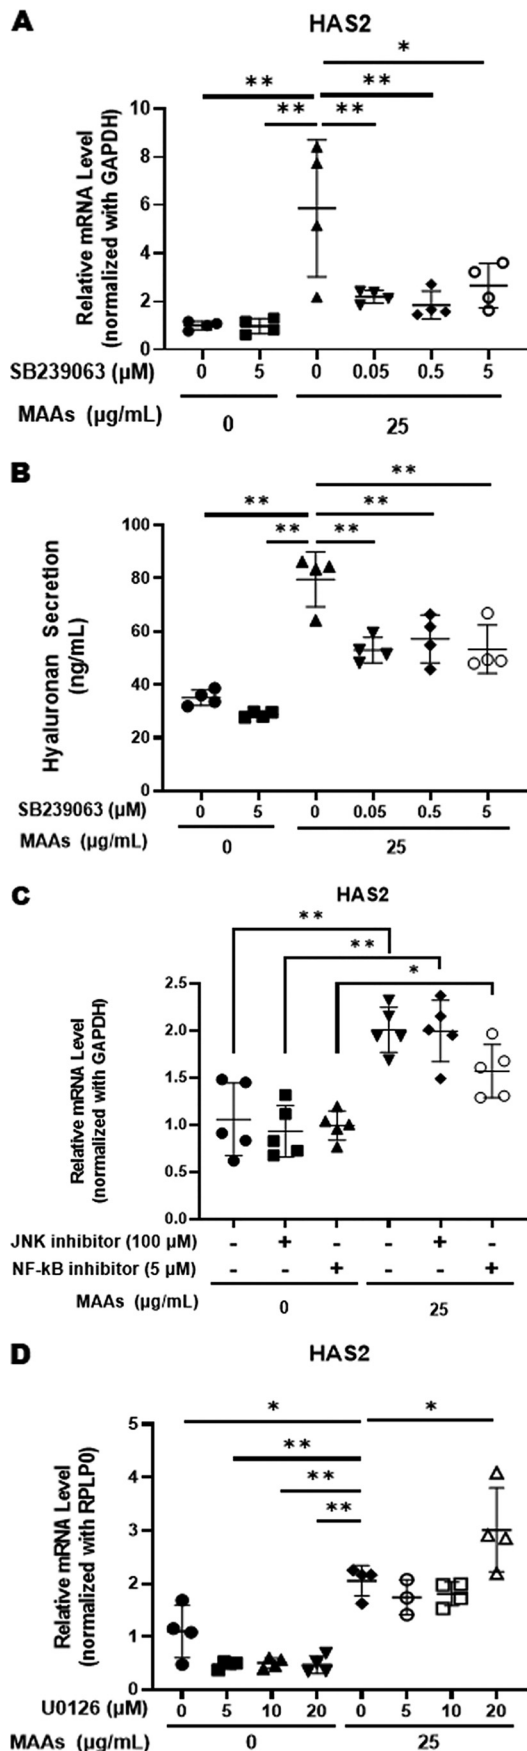 A
HAS2
*
** **
** **
Relative mRNA Level
(normalized with GAPDH)
10
8
6
4
2
0
SB239063 (µM) 0 5 0 0.05 0.5 5
MAAs (µg/mL) 0 25
B
**
** **
** **
Hyaluronan Secretion
(ng/mL)
100
80
60
40
20
0
SB239063 (µM) 0 5 0 0.05 0.5 5
MAAs (µg/mL) 0 25
C
HAS2
**
**
*
Relative mRNA Level
(normalized with GAPDH)
2.5
2.0
1.5
1.0
0.5
0.0
JNK inhibitor (100 µM) - + - - + -
NF-kB inhibitor (5 µM) - - + - - +
MAAs (µg/mL) 0 25
D
HAS2
* *
**
**
**
Relative mRNA Level
(normalized with RPLP0)
5
4
3
2
1
0
U0126 (µM) 0 5 10 20 0 5 10 20
MAAs (µg/mL) 0 25